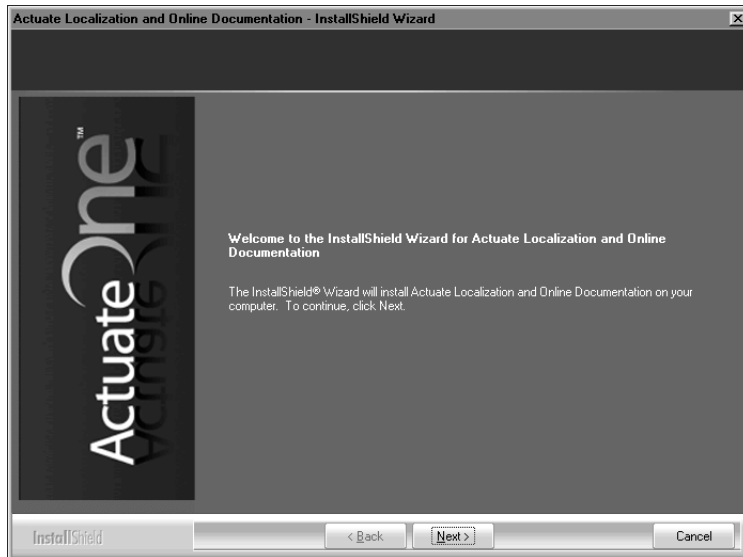 Actuate Localization and Online Documentation - InstallShield Wizard
ActuateOne™
Welcome to the InstallShield Wizard for Actuate Localization and Online
Documentation
The InstallShield® Wizard will install Actuate Localization and Online Documentation on your
computer. To continue, click Next.
InstallShield
< Back
Next >
Cancel